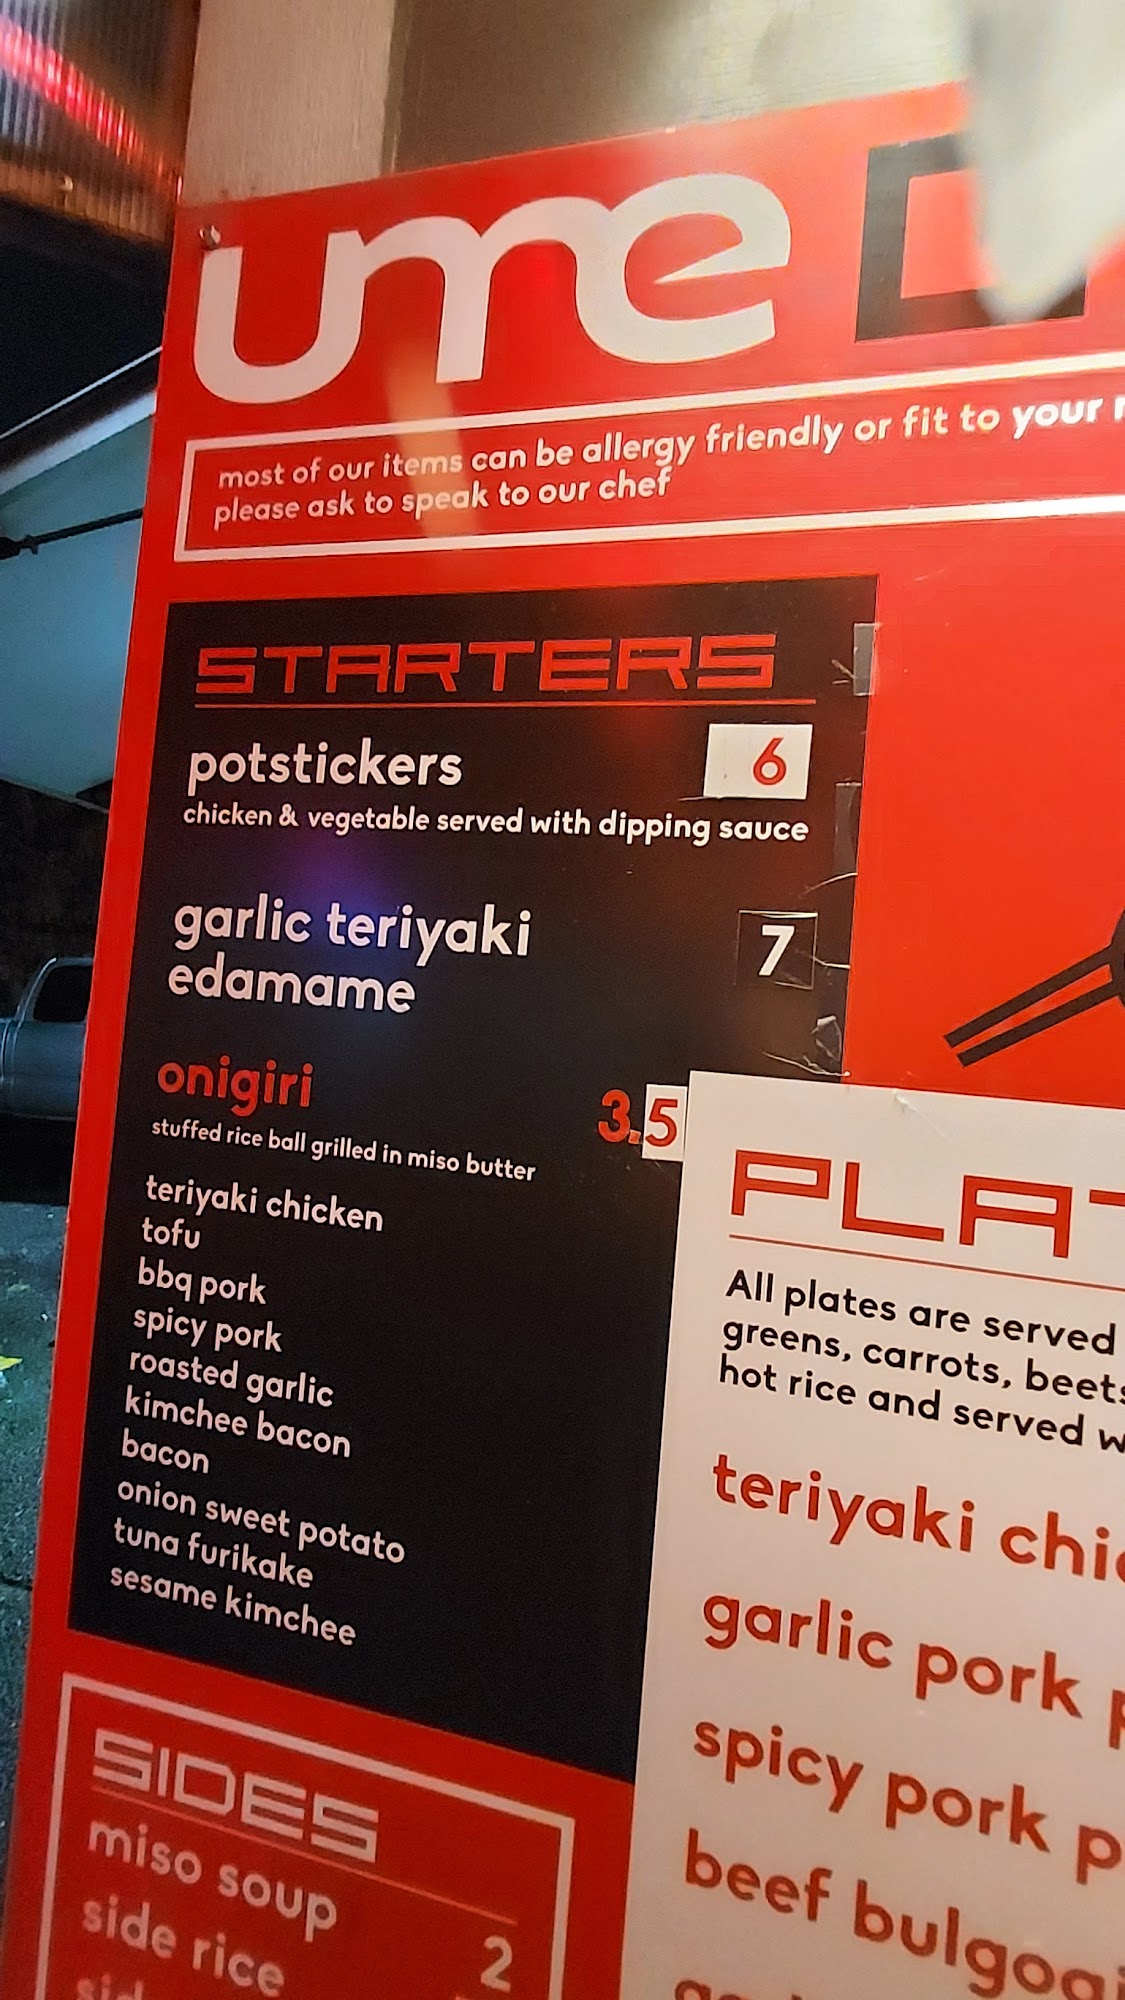 ume
most of our items can be allergy friendly or fit to your
please ask to speak to our chef
STARTERS
potstickers 6
chicken & vegetable served with dipping sauce
garlic teriyaki
edamame 7
onigiri 3.5
stuffed rice ball grilled in miso butter
teriyaki chicken
tofu
bbq pork
spicy pork
roasted garlic
kimchee bacon
bacon
onion sweet potato
tuna furikake
sesame kimchee
SIDES
miso soup 2
side rice
All plates are served
greens, carrots, beets
hot rice and served
teriyaki
garlic pork
spicy pork
beef